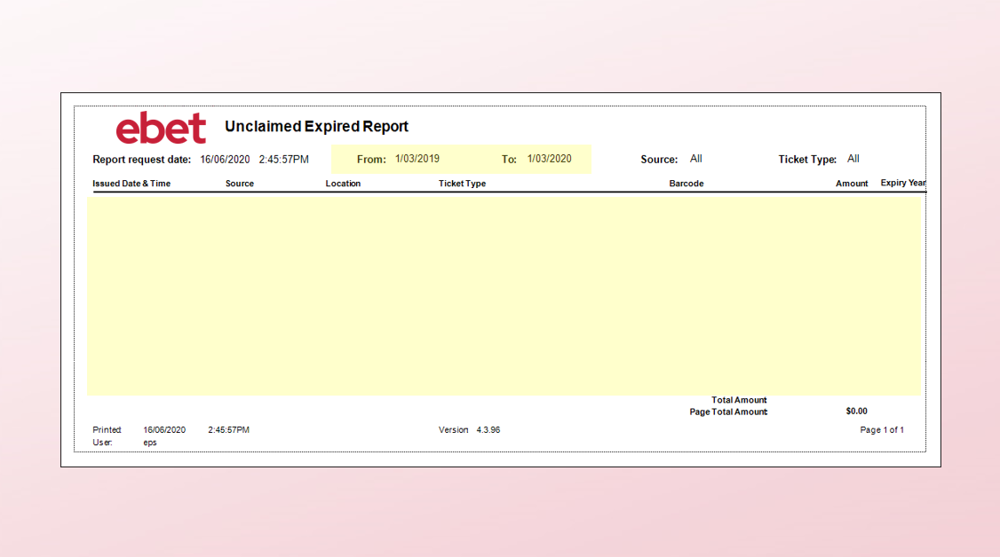 ebet Unclaimed Expired Report
Report request date: 16/06/2020 2:45:57PM From: 1/03/2019 To: 1/03/2020 Source: All Ticket Type: All
Issued Date & Time Source Location Ticket Type Barcode Amount Expiry Year
Total Amount:
Page Total Amount: $0.00
Printed: 16/06/2020 2:45:57PM Version 4.3.96 Page 1 of 1
User: eps